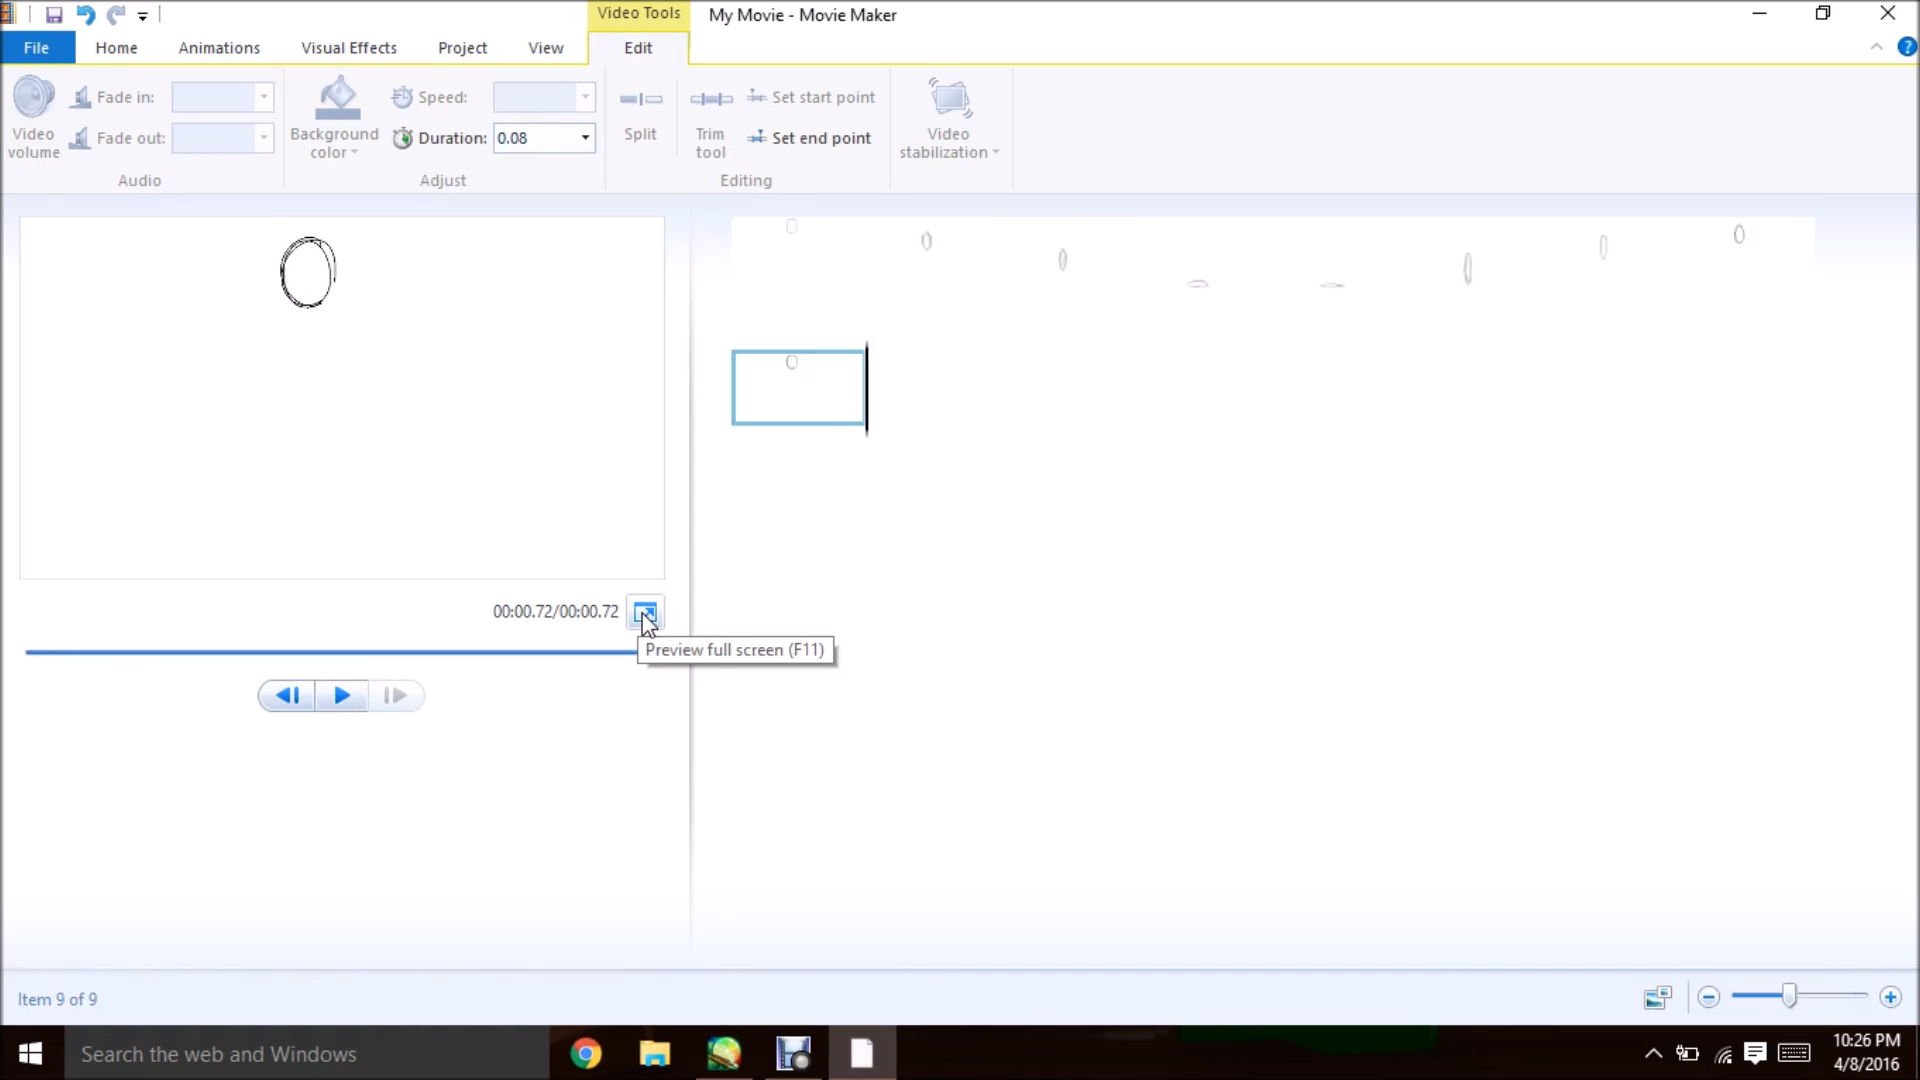 Video Tools
My Movie - Movie Maker
File
Home
Animations
Visual Effects
Project
View
Edit
Video volume
Fade in:
Fade out:
Audio
Background color
Speed:
Duration: 0.08
Adjust
Split
Trim tool
Set start point
Set end point
Editing
Video stabilization
00:00.72/00:00.72
Preview full screen (F11)
Item 9 of 9
Search the web and Windows
10:26 PM
4/8/2016